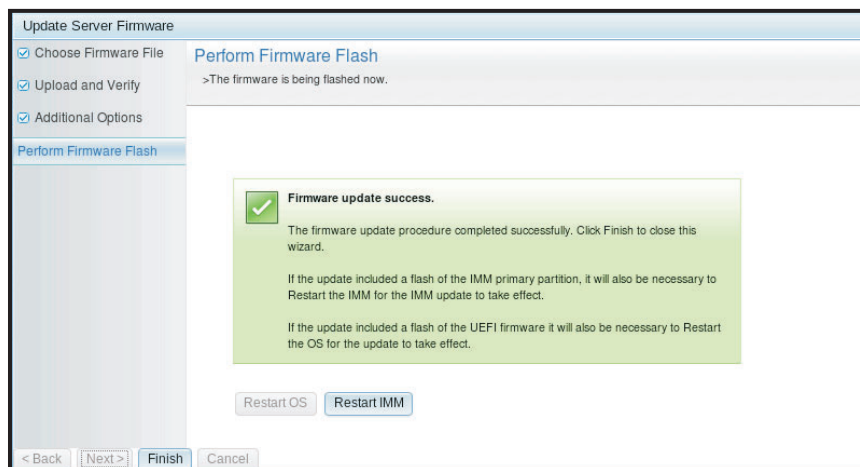 Update Server Firmware
Choose Firmware File
Upload and Verify
Additional Options
Perform Firmware Flash
Perform Firmware Flash
>The firmware is being flashed now.
Firmware update success.
The firmware update procedure completed successfully. Click Finish to close this
wizard.
If the update included a flash of the IMM primary partition, it will also be necessary to
Restart the IMM for the IMM update to take effect.
If the update included a flash of the UEFI firmware it will also be necessary to Restart
the OS for the update to take effect.
Restart OS Restart IMM
< Back Next > Finish Cancel